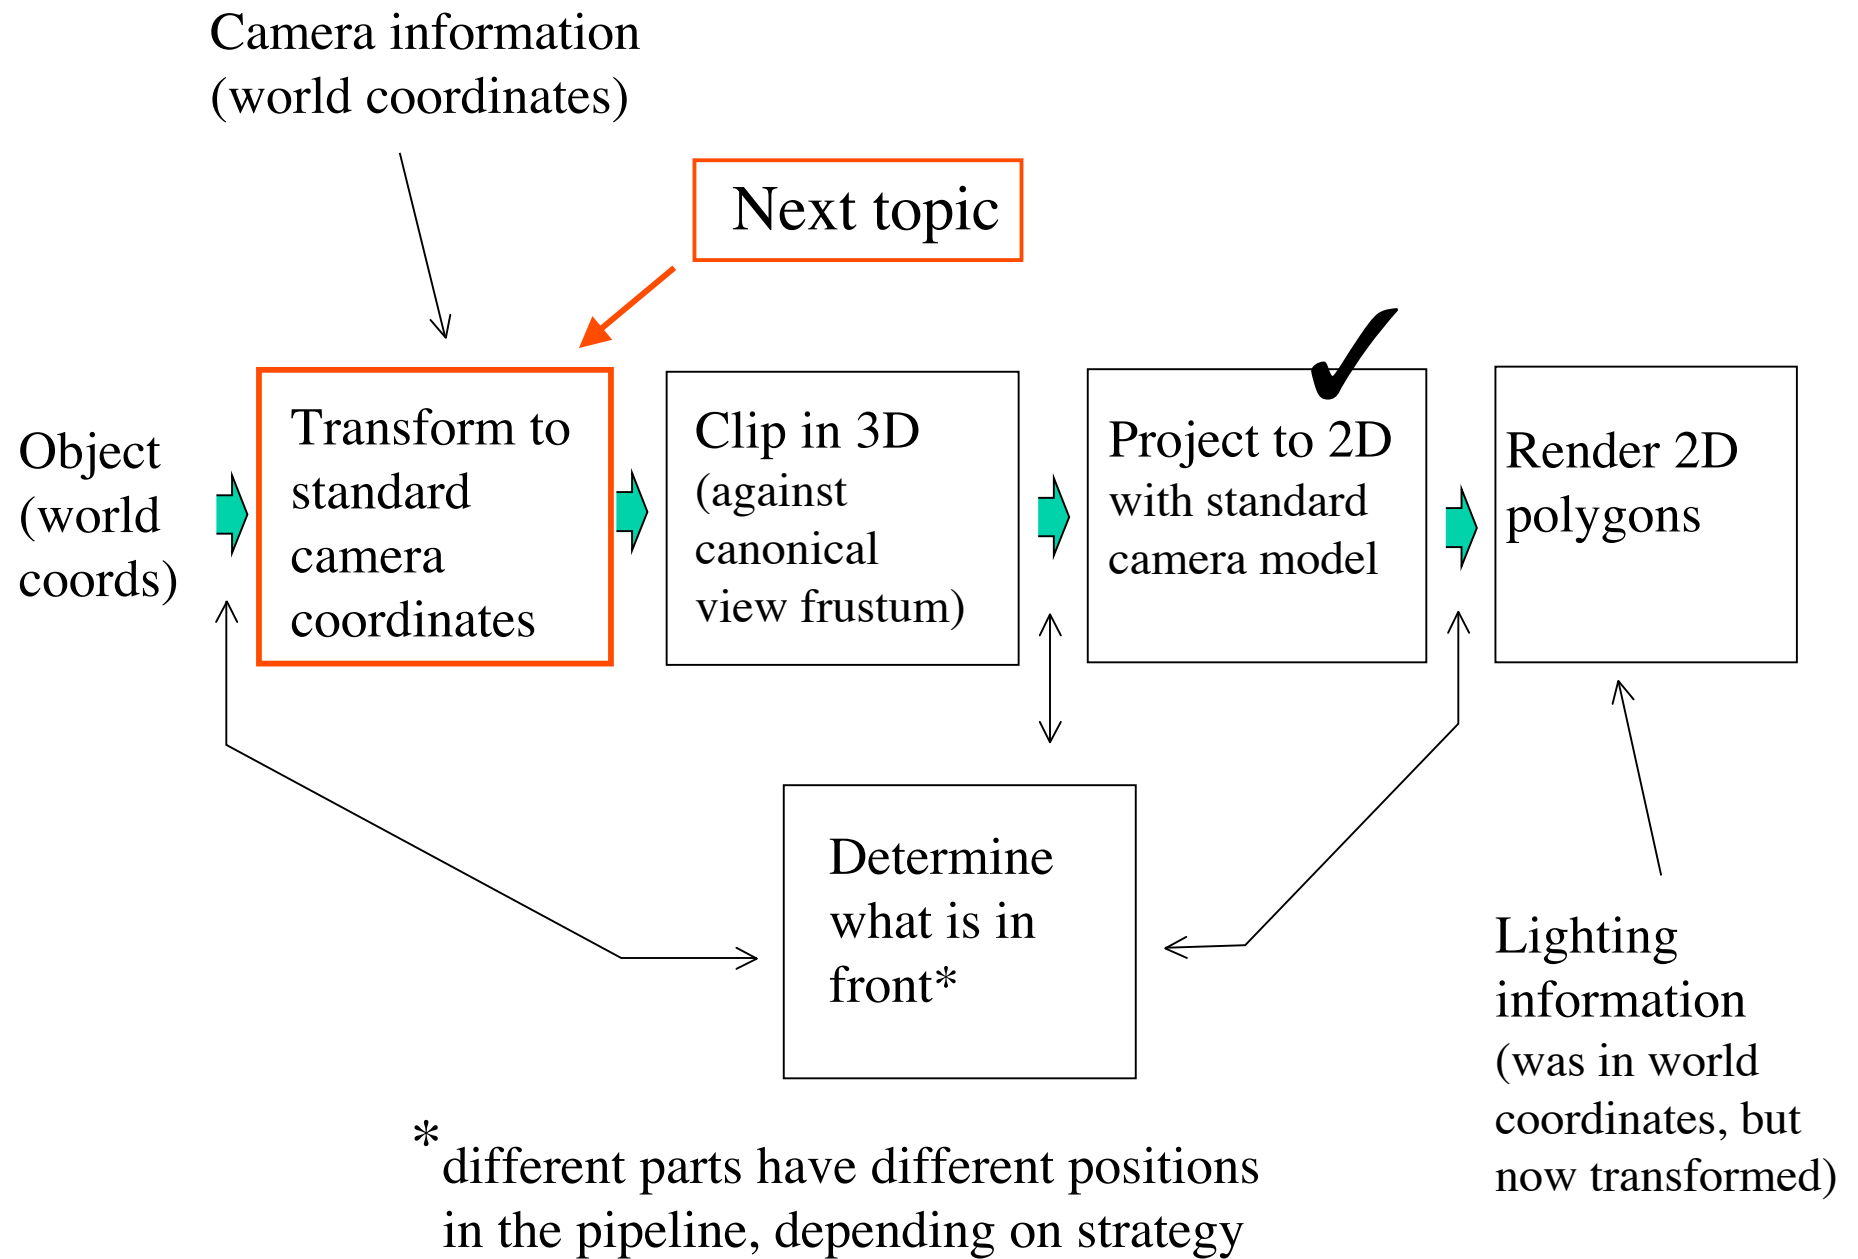 Camera information
(world coordinates)
Next topic
Object
(world
coords)
Transform to
standard
camera
coordinates
Clip in 3D
(against
canonical
view frustum)
Project to 2D
with standard
camera model
Render 2D
polygons
Determine
what is in
front*
Lighting
information
(was in world
coordinates, but
now transformed)
*
different parts have different positions
in the pipeline, depending on strategy